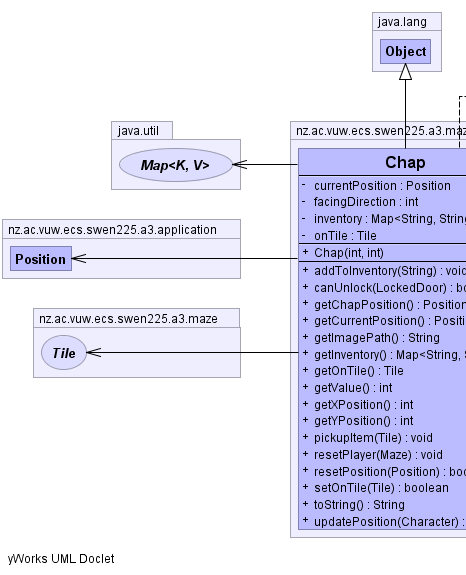 java.lang
Object
java.util
Map<K, V>
nz.ac.vuw.ecs.swen225.a3.maze
Chap
- currentPosition : Position
- facingDirection : int
- inventory : Map<String, String
- onTile : Tile
+ Chap(int, int)
+ addToInventory(String) : void
+ canUnlock(LockedDoor) : bo
+ getChapPosition() : Position
+ getCurrentPosition() : Positi
+ getImagePath() : String
+ getInventory() : Map<String, S
+ getOnTile() : Tile
+ getValue() : int
+ getXPosition() : int
+ getYPosition() : int
+ pickupItem(Tile) : void
+ resetPlayer(Maze) : void
+ resetPosition(Position) : boo
+ setOnTile(Tile) : boolean
+ toString() : String
+ updatePosition(Character) :
nz.ac.vuw.ecs.swen225.a3.application
Position
nz.ac.vuw.ecs.swen225.a3.maze
Tile
yWorks UML Doclet